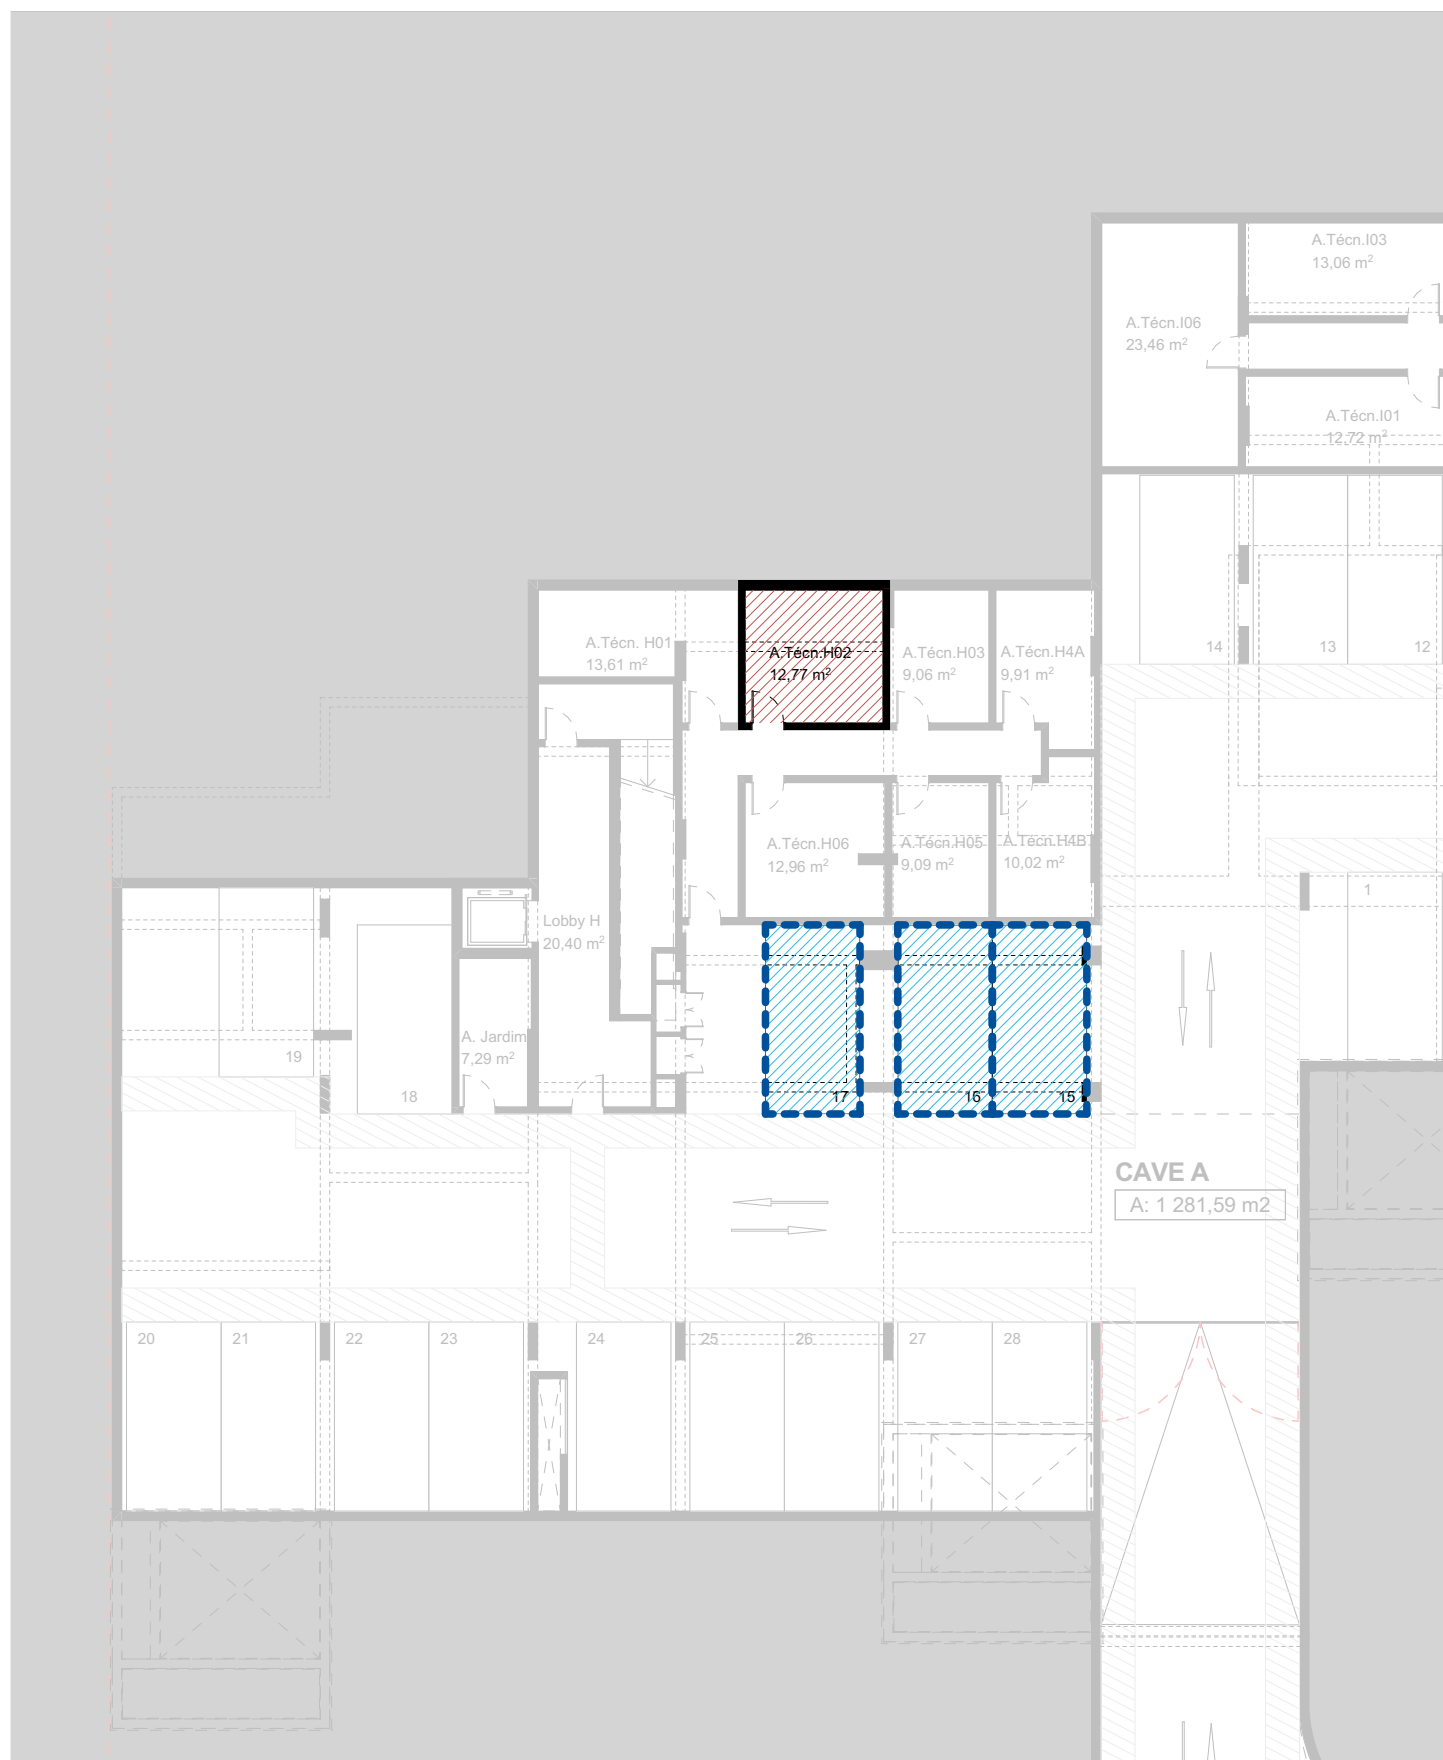 A.Técn.I03
13,06 m²
A.Técn.I06
23,46 m²
A.Técn.I01
12,72 m²
14
13
12
A.Técn. H01
13,61 m²
A.Técn.H02
12,77 m²
A.Técn.H03
9,06 m²
A.Técn.H4A
9,91 m²
A.Técn.H06
12,96 m²
A.Técn.H05
9,09 m²
A.Técn.H4B
10,02 m²
1
Lobby H
20,40 m²
A. Jardim
7,29 m²
19
18
17
16
15
CAVE A
A: 1 281,59 m2
20
21
22
23
24
25
26
27
28